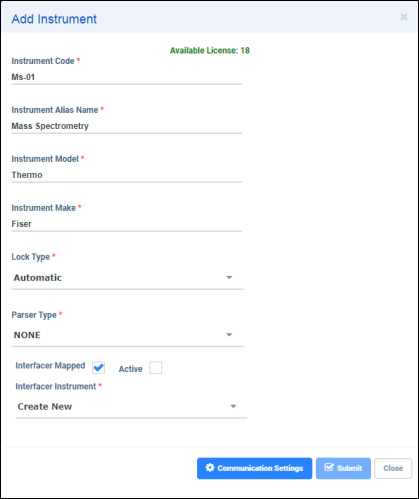 Add Instrument ×
Available License: 18
Instrument Code *
Ms-01
Instrument Alias Name *
Mass Spectrometry
Instrument Model *
Thermo
Instrument Make *
Fiser
Lock Type *
Automatic
Parser Type *
NONE
Interfacer Mapped Active
Interfacer Instrument *
Create New
Communication Settings Submit Close